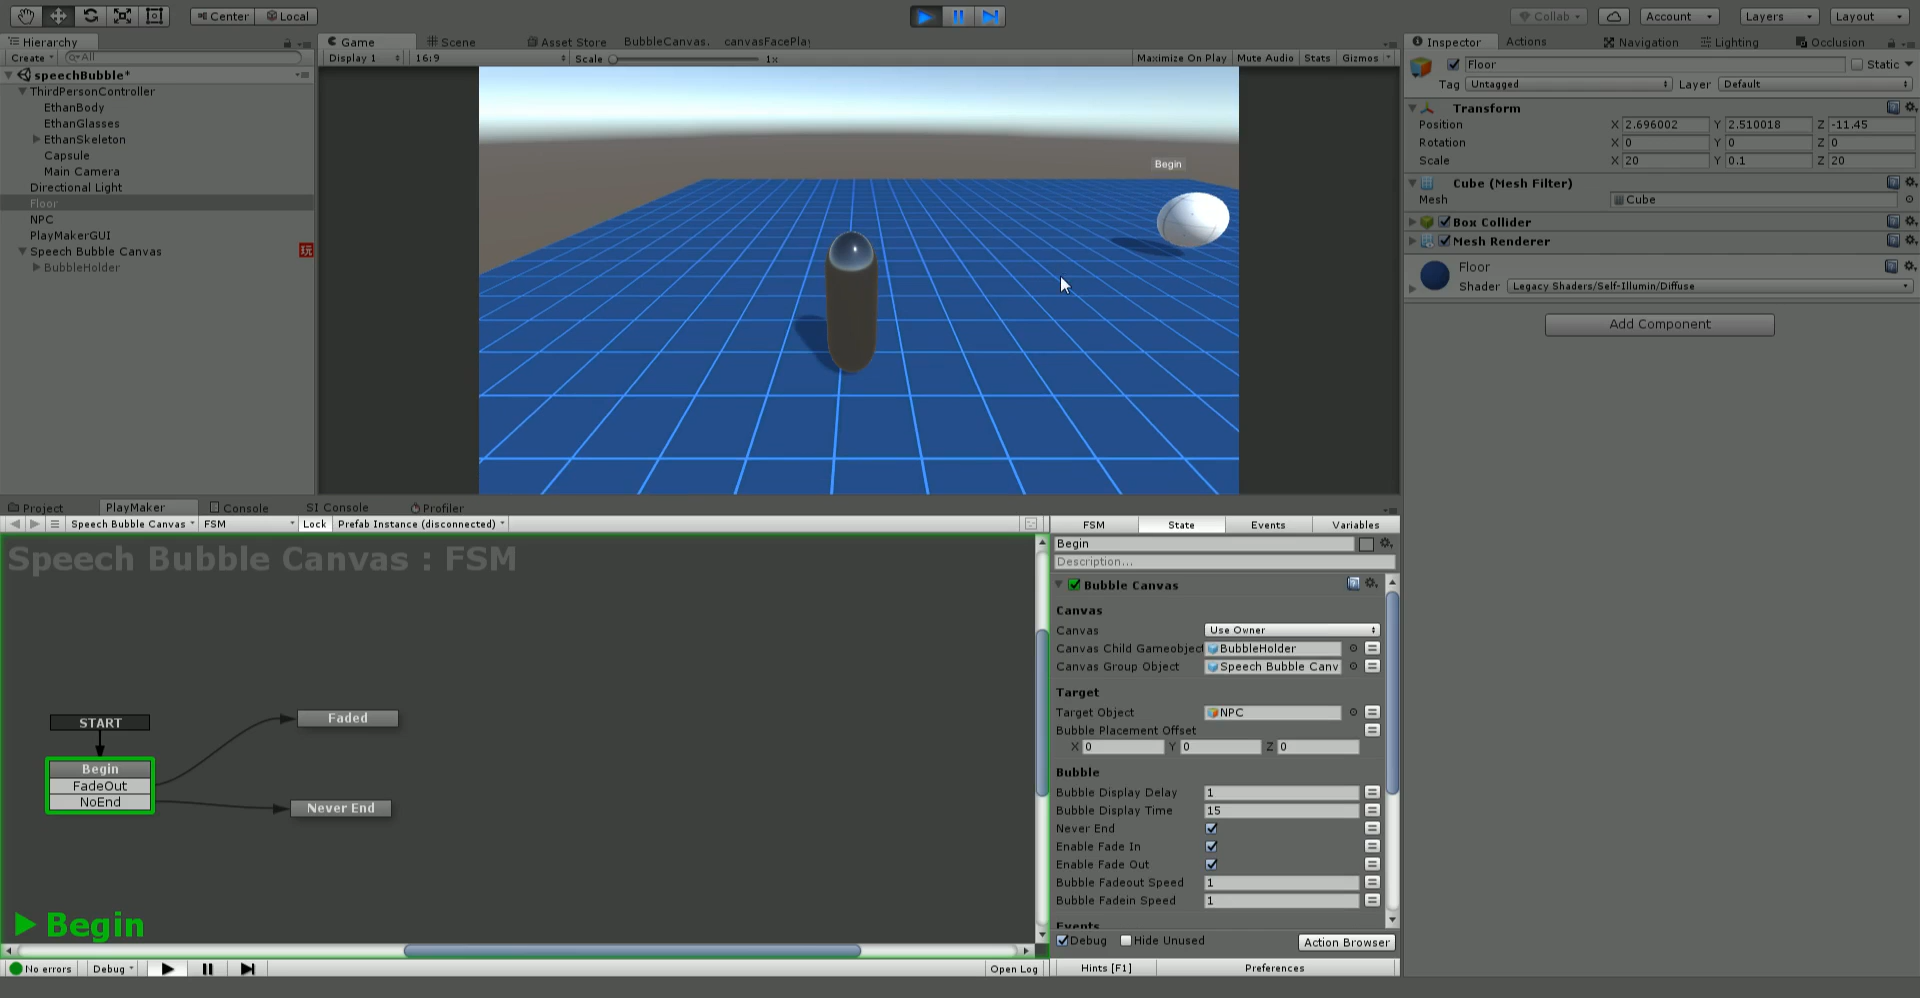 Center
Local
Collab
Account
Layers
Layout
Hierarchy
Create
All
speechBubble*
ThirdPersonController
EthanBody
EthanGlasses
EthanSkeleton
Capsule
Main Camera
Directional Light
Floor
NPC
PlayMakerGUI
Speech Bubble Canvas
玩
BubbleHolder
Game
Scene
Asset Store
BubbleCanvas.
canvasFacePlay
Display 1
16:9
Scale
1x
Maximize On Play
Mute Audio
Stats
Gizmos
Begin
Inspector
Actions
Navigation
Lighting
Occlusion
Floor
Static
Tag
Untagged
Layer
Default
Transform
Position
X 2.696002
Y 2.510018
Z -11.45
Rotation
X 0
Y 0
Z 0
Scale
X 20
Y 0.1
Z 20
Cube (Mesh Filter)
Mesh
Cube
Box Collider
Mesh Renderer
Floor
Shader
Legacy Shaders/Self-Illumin/Diffuse
Add Component
Project
PlayMaker
Console
SI Console
Profiler
Speech Bubble Canvas
FSM
Lock
Prefab Instance (disconnected)
Speech Bubble Canvas : FSM
START
Begin
FadeOut
NoEnd
Faded
Never End
Begin
No errors
Debug
Open Log
FSM
State
Events
Variables
Begin
Description...
Bubble Canvas
Canvas
Canvas
Use Owner
Canvas Child Gameobject
BubbleHolder
Canvas Group Object
Speech Bubble Canv
Target
Target Object
NPC
Bubble Placement Offset
X 0
Y 0
Z 0
Bubble
Bubble Display Delay
1
Bubble Display Time
15
Never End
Enable Fade In
Enable Fade Out
Bubble Fadeout Speed
1
Bubble Fadein Speed
1
Events
Debug
Hide Unused
Action Browser
Hints [F1]
Preferences